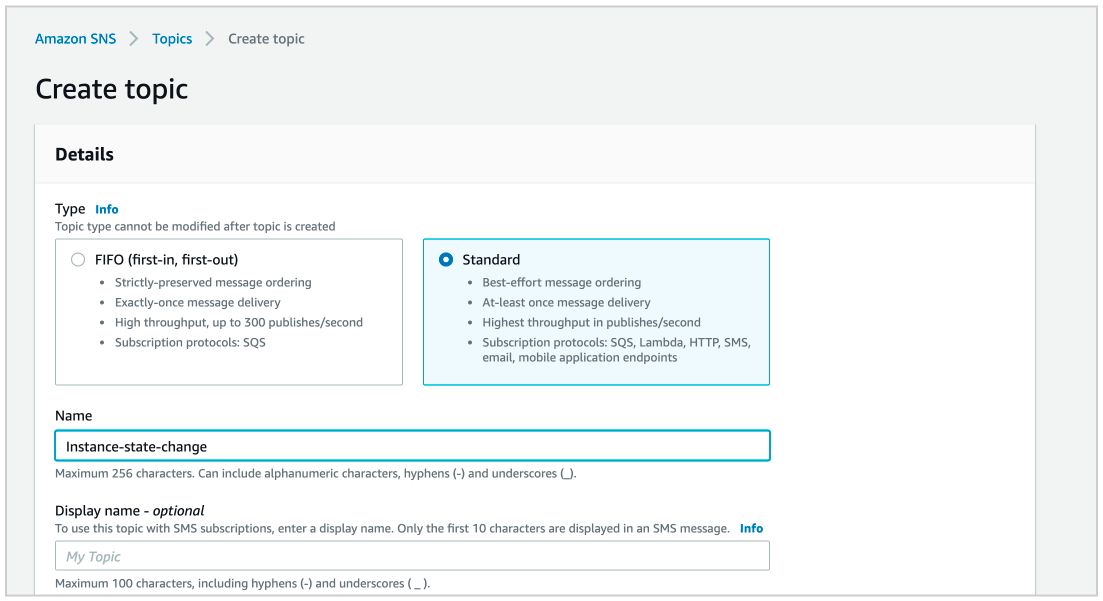 Amazon SNS > Topics > Create topic
Create topic
Details
Type Info
Topic type cannot be modified after topic is created
FIFO (first-in, first-out)
• Strictly-preserved message ordering
• Exactly-once message delivery
• High throughput, up to 300 publishes/second
• Subscription protocols: SQS
Standard
• Best-effort message ordering
• At-least once message delivery
• Highest throughput in publishes/second
• Subscription protocols: SQS, Lambda, HTTP, SMS,
email, mobile application endpoints
Name
Instance-state-change
Maximum 256 characters. Can include alphanumeric characters, hyphens (-) and underscores (_).
Display name - optional
To use this topic with SMS subscriptions, enter a display name. Only the first 10 characters are displayed in an SMS message. Info
My Topic
Maximum 100 characters, including hyphens (-) and underscores ( _ ).